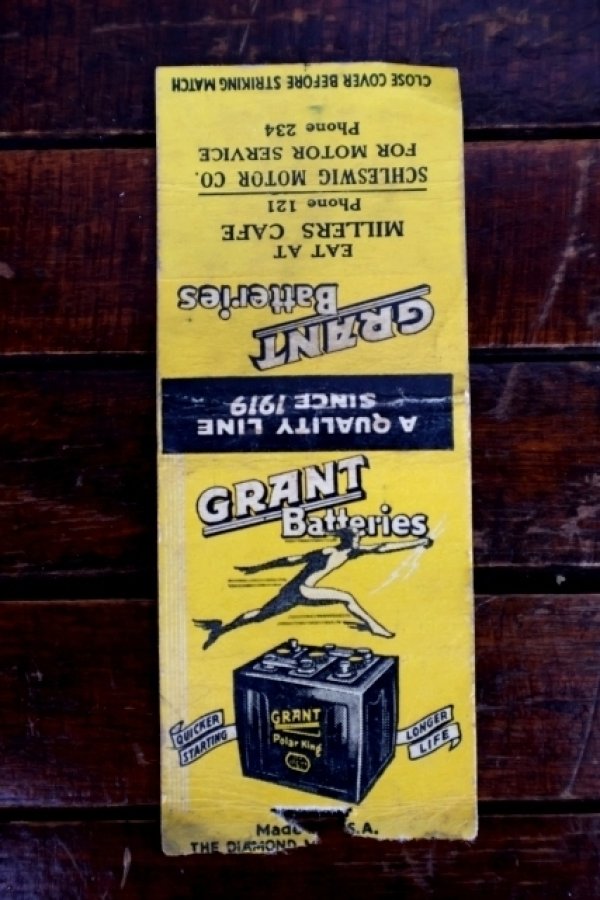 CLOSE COVER BEFORE STRIKING MATCH
EAT AT
MILLERS CAFE
Phone 121
SCHLESWIG MOTOR CO.
FOR MOTOR SERVICE
Phone 234
GRANT
Batteries
A QUALITY LINE
SINCE 1919
GRANT
Batteries
GRANT
Polar King
QUICKER
STARTING
LONGER
LIFE
S.A.
THE DIAMOND